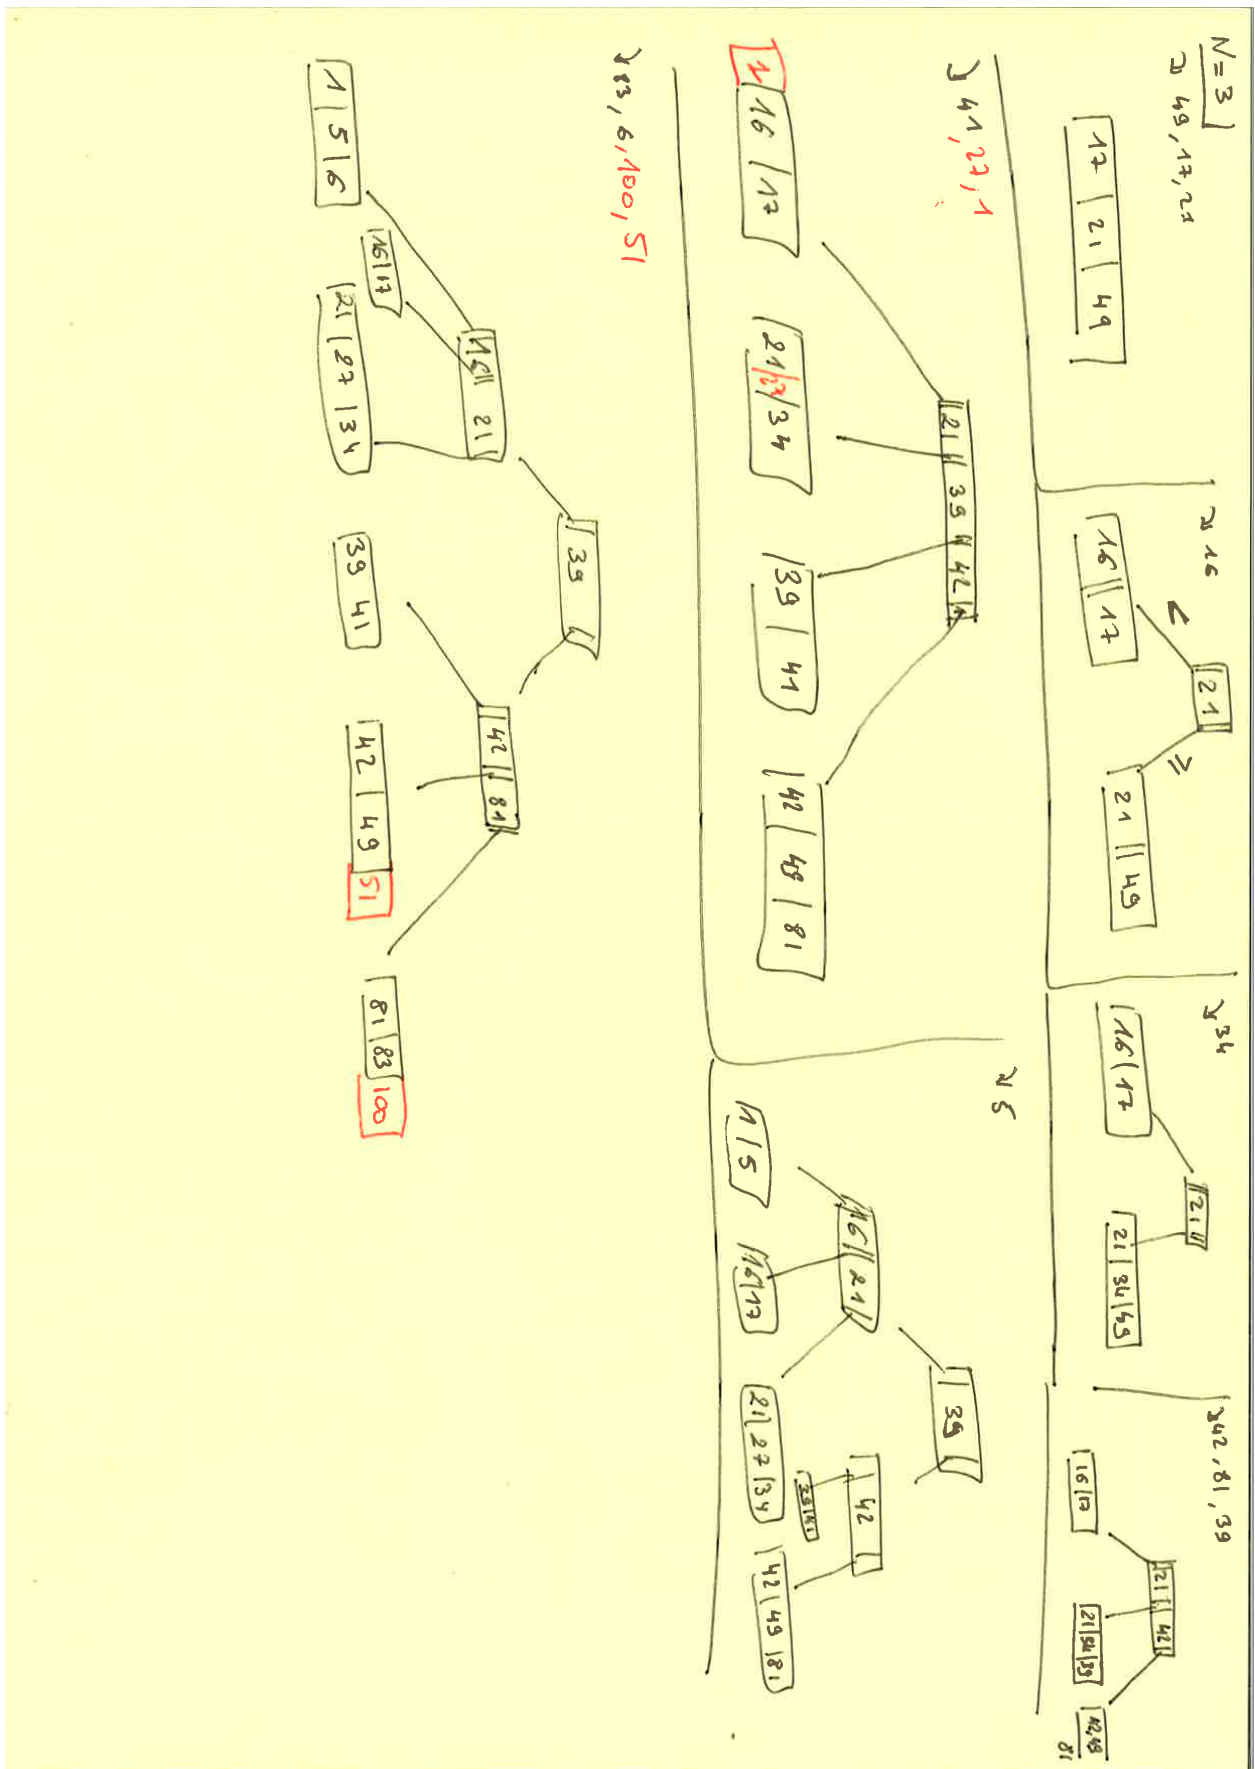 N=3
↘ 49, 17, 21
17 | 21 | 49
↘ 16
21
< ≥
16 || 17
21 || 49
↘ 34
21
16 | 17
21 | 34 | 49
↘ 42, 81, 39
21 || 42
16 | 17
21 | 34 | 39
42, 49
81
↘ 41, 27, 1
21 || 39 || 42
1 | 16 | 17
21 | 27 | 34
39 | 41
42 | 49 | 81
↘ 5
39
16 || 21
42
1 | 5
16 | 17
21 | 27 | 34
39 | 41
42 | 49 | 81
↘ 83, 6, 100, 51
39
16 || 21
42 || 81
1 | 5 | 6
16 | 17
21 | 27 | 34
39 41
42 | 49 | 51
81 | 83 | 100